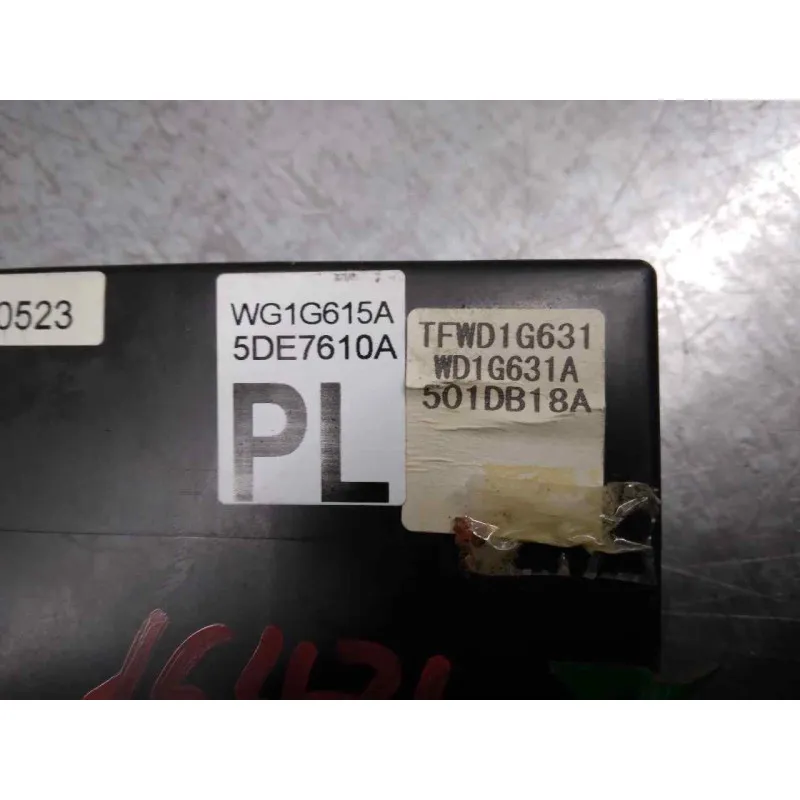 0523
WG1G615A
5DE7610A
PL
TFWD1G631
WD1G631A
501DB18A